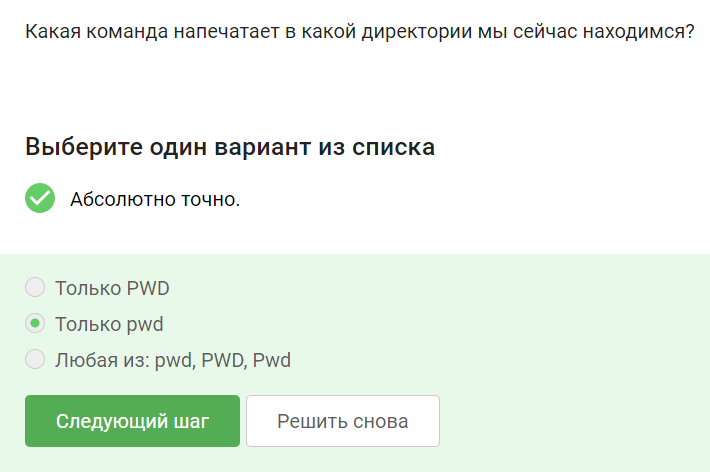 Какая команда напечатает в какой директории мы сейчас находимся?
Выберите один вариант из списка
Абсолютно точно.
Только PWD
Только pwd
Любая из: pwd, PWD, Pwd
Следующий шаг
Решить снова